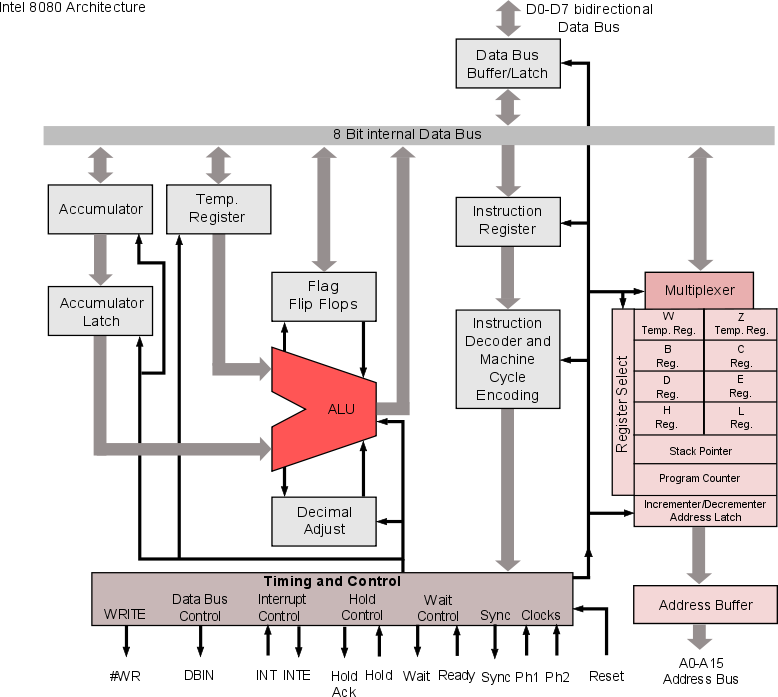 Intel 8080 Architecture
D0-D7 bidirectional
Data Bus
Data Bus
Buffer/Latch
8 Bit internal Data Bus
Accumulator
Temp.
Register
Instruction
Register
Accumulator
Latch
Flag
Flip Flops
Instruction
Decoder and
Machine
Cycle
Encoding
Multiplexer
Register Select
W
Temp. Reg.
Z
Temp. Reg.
B
Reg.
C
Reg.
D
Reg.
E
Reg.
H
Reg.
L
Reg.
Stack Pointer
Program Counter
Incrementer/Decrementer
Address Latch
ALU
Decimal
Adjust
Timing and Control
WRITE
Data Bus
Control
Interrupt
Control
Hold
Control
Wait
Control
Sync
Clocks
Address Buffer
#WR
DBIN
INT
INTE
Hold
Ack
Hold
Wait
Ready
Sync
Ph1
Ph2
Reset
A0-A15
Address Bus